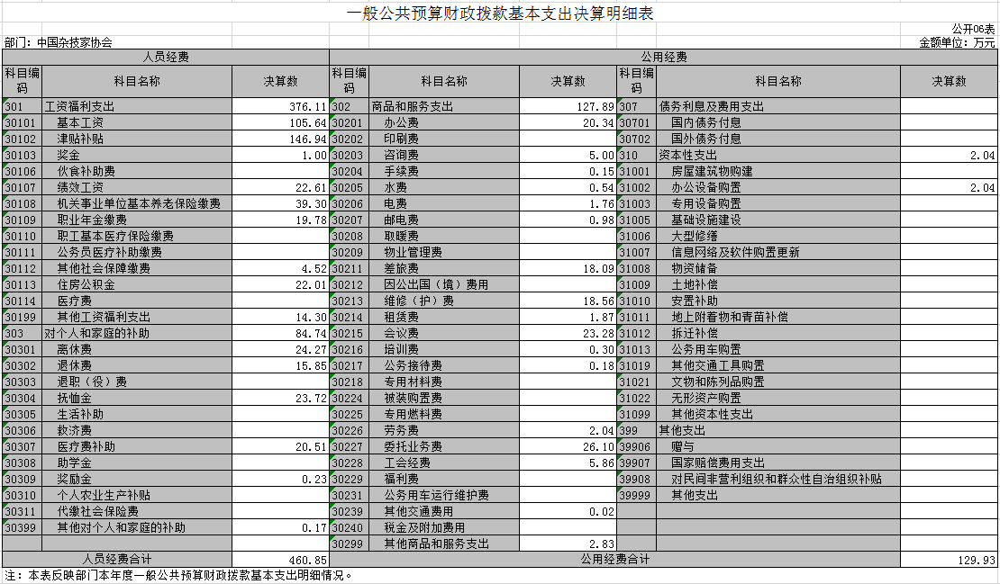 一般公共预算财政拨款基本支出决算明细表
公开06表
部门：中国杂技家协会 金额单位：万元
人员经费 公用经费
科目编码 科目名称 决算数 科目编码 科目名称 决算数 科目编码 科目名称 决算数
301 工资福利支出 376.11 302 商品和服务支出 127.89 307 债务利息及费用支出
30101 基本工资 105.64 30201 办公费 20.34 30701 国内债务付息
30102 津贴补贴 146.94 30202 印刷费 30702 国外债务付息
30103 奖金 1.00 30203 咨询费 5.00 310 资本性支出 2.04
30106 伙食补助费 30204 手续费 0.15 31001 房屋建筑物购建
30107 绩效工资 22.61 30205 水费 0.54 31002 办公设备购置 2.04
30108 机关事业单位基本养老保险缴费 39.30 30206 电费 1.76 31003 专用设备购置
30109 职业年金缴费 19.78 30207 邮电费 0.98 31005 基础设施建设
30110 职工基本医疗保险缴费 30208 取暖费 31006 大型修缮
30111 公务员医疗补助缴费 30209 物业管理费 31007 信息网络及软件购置更新
30112 其他社会保障缴费 4.52 30211 差旅费 18.09 31008 物资储备
30113 住房公积金 22.01 30212 因公出国（境）费用 31009 土地补偿
30114 医疗费 30213 维修（护）费 18.56 31010 安置补助
30199 其他工资福利支出 14.30 30214 租赁费 1.87 31011 地上附着物和青苗补偿
303 对个人和家庭的补助 84.74 30215 会议费 23.28 31012 拆迁补偿
30301 离休费 24.27 30216 培训费 0.30 31013 公务用车购置
30302 退休费 15.85 30217 公务接待费 0.18 31019 其他交通工具购置
30303 退职（役）费 30218 专用材料费 31021 文物和陈列品购置
30304 抚恤金 23.72 30224 被装购置费 31022 无形资产购置
30305 生活补助 30225 专用燃料费 31099 其他资本性支出
30306 救济费 30226 劳务费 2.04 399 其他支出
30307 医疗费补助 20.51 30227 委托业务费 26.10 39906 赠与
30308 助学金 30228 工会经费 5.86 39907 国家赔偿费用支出
30309 奖励金 0.23 30229 福利费 39908 对民间非营利组织和群众性自治组织补贴
30310 个人农业生产补贴 30231 公务用车运行维护费 39999 其他支出
30311 代缴社会保险费 30239 其他交通费用 0.02
30399 其他对个人和家庭的补助 0.17 30240 税金及附加费用
30299 其他商品和服务支出 2.83
人员经费合计 460.85 公用经费合计 129.93
注：本表反映部门本年度一般公共预算财政拨款基本支出明细情况。